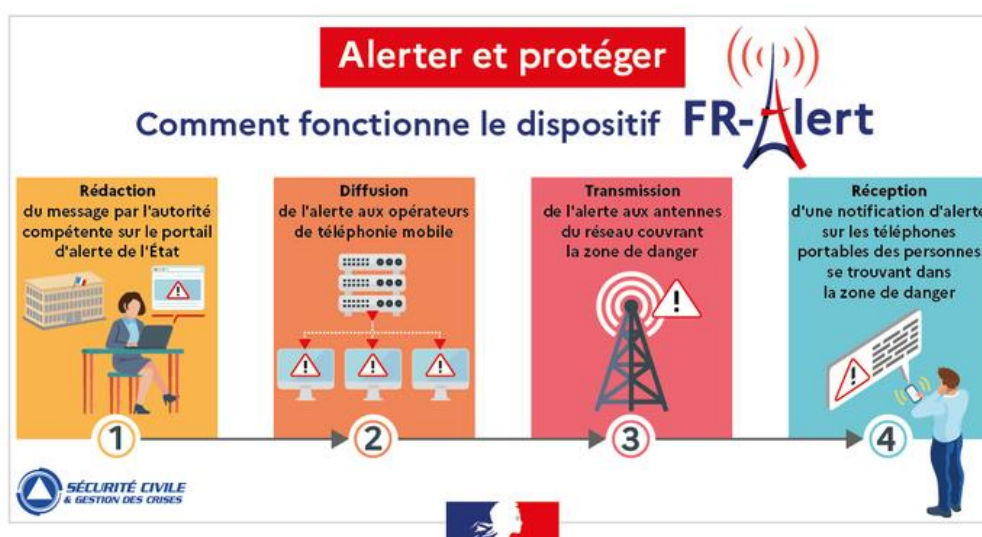 Alerter et protéger
Comment fonctionne le dispositif FR-Alert
Rédaction
du message par l'autorité
compétente sur le portail
d'alerte de l'État
Diffusion
de l'alerte aux opérateurs
de téléphonie mobile
Transmission
de l'alerte aux antennes
du réseau couvrant
la zone de danger
Réception
d'une notification d'alerte
sur les téléphones
portables des personnes
se trouvant dans
la zone de danger
1
2
3
4
SÉCURITÉ CIVILE
& GESTION DES CRISES